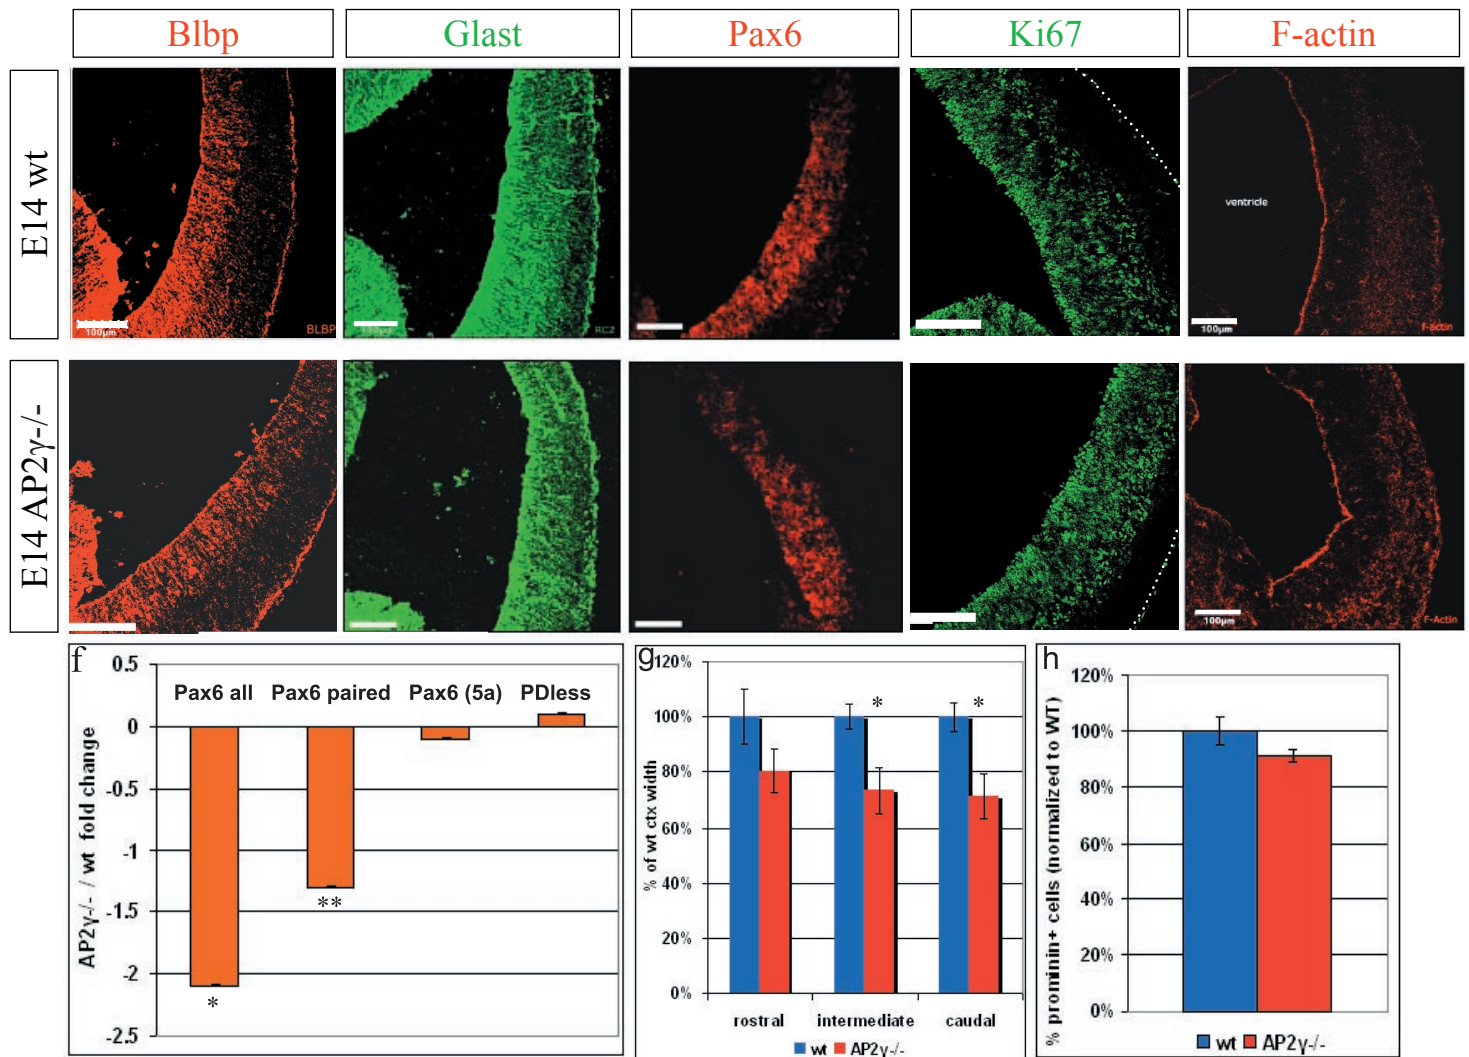 Blbp
Glast
Pax6
Ki67
F-actin
E14 wt
100µm
BLBP
RC2
ventricle
100µm
f-actin
E14 AP2γ-/-
100µm
F-Actin
f
0.5
0
-0.5
-1
-1.5
-2
-2.5
AP2γ-/- / wt fold change
Pax6 all
Pax6 paired
Pax6 (5a)
PDless
*
**
g
120%
100%
80%
60%
40%
20%
0%
% of wt ctx width
*
*
rostral
intermediate
caudal
wt
AP2γ-/-
h
120%
100%
80%
60%
40%
20%
0%
% prominin+ cells (normalized to WT)
wt
AP2γ-/-